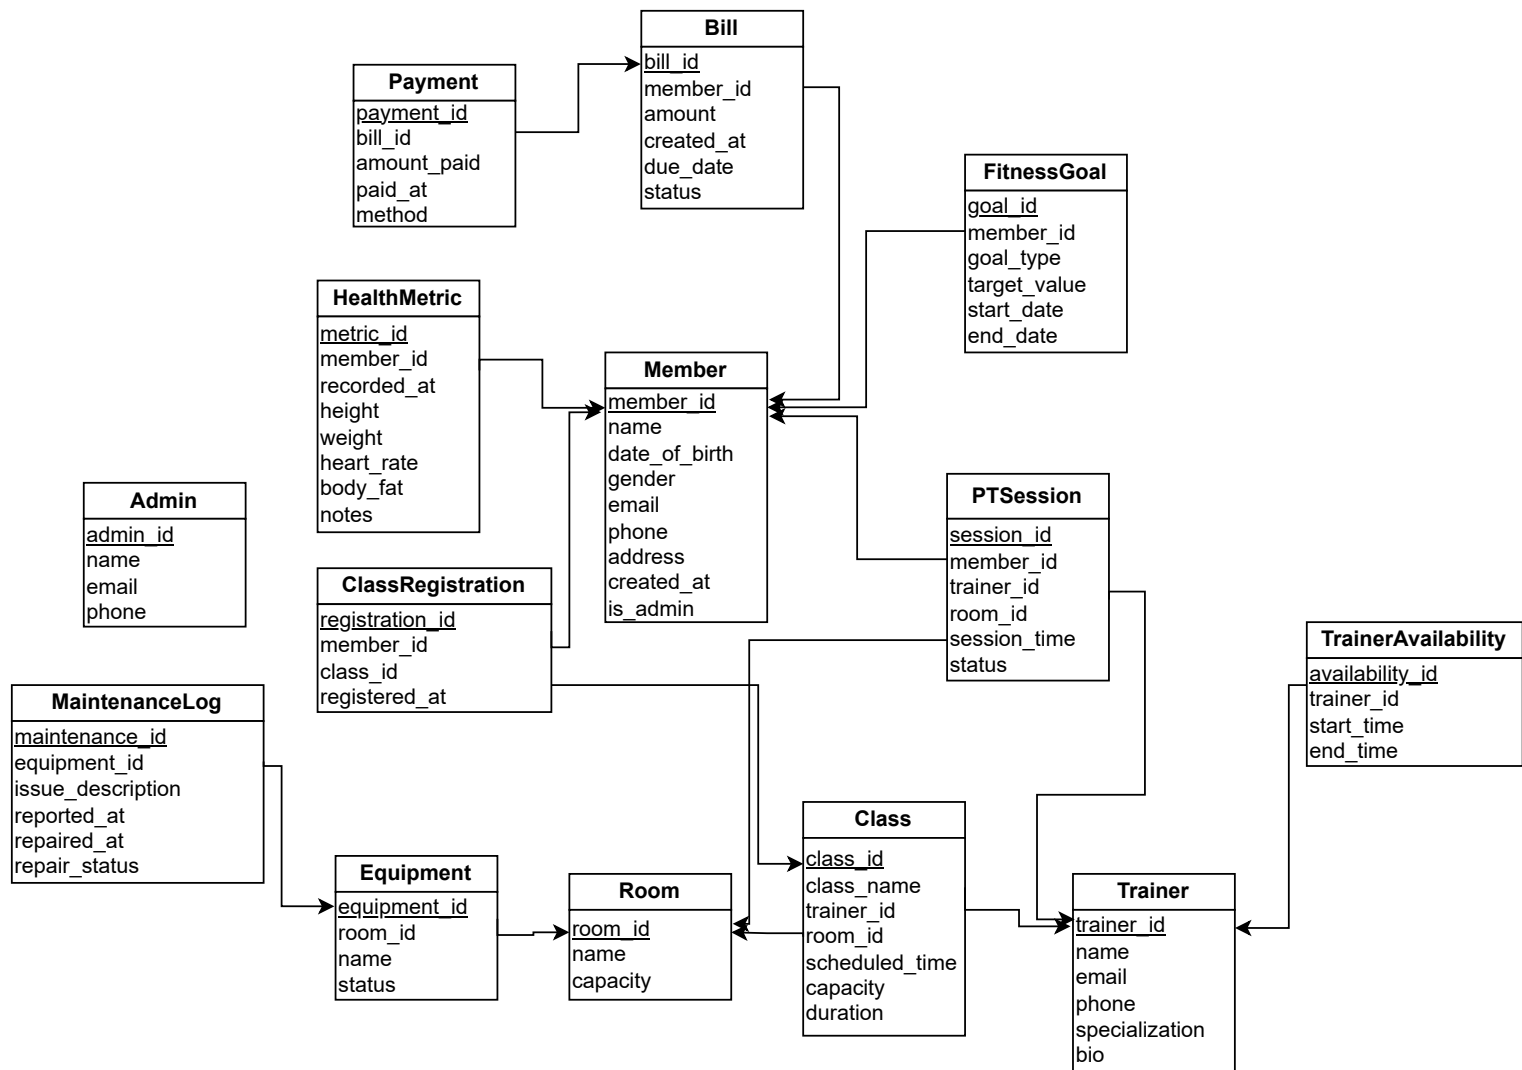 Bill
bill_id
member_id
amount
created_at
due_date
status
Payment
payment_id
bill_id
amount_paid
paid_at
method
FitnessGoal
goal_id
member_id
goal_type
target_value
start_date
end_date
HealthMetric
metric_id
member_id
recorded_at
height
weight
heart_rate
body_fat
notes
Member
member_id
name
date_of_birth
gender
email
phone
address
created_at
is_admin
PTSession
session_id
member_id
trainer_id
room_id
session_time
status
Admin
admin_id
name
email
phone
ClassRegistration
registration_id
member_id
class_id
registered_at
TrainerAvailability
availability_id
trainer_id
start_time
end_time
MaintenanceLog
maintenance_id
equipment_id
issue_description
reported_at
repaired_at
repair_status
Equipment
equipment_id
room_id
name
status
Room
room_id
name
capacity
Class
class_id
class_name
trainer_id
room_id
scheduled_time
capacity
duration
Trainer
trainer_id
name
email
phone
specialization
bio